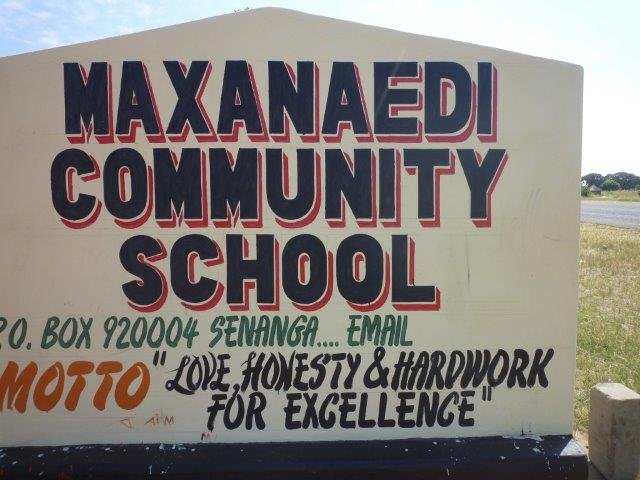 MAXANAEDI
COMMUNITY
SCHOOL
P.O. BOX 920004 SENANGA.... EMAIL
MOTTO "LOVE, HONESTY & HARDWORK
FOR EXCELLENCE"